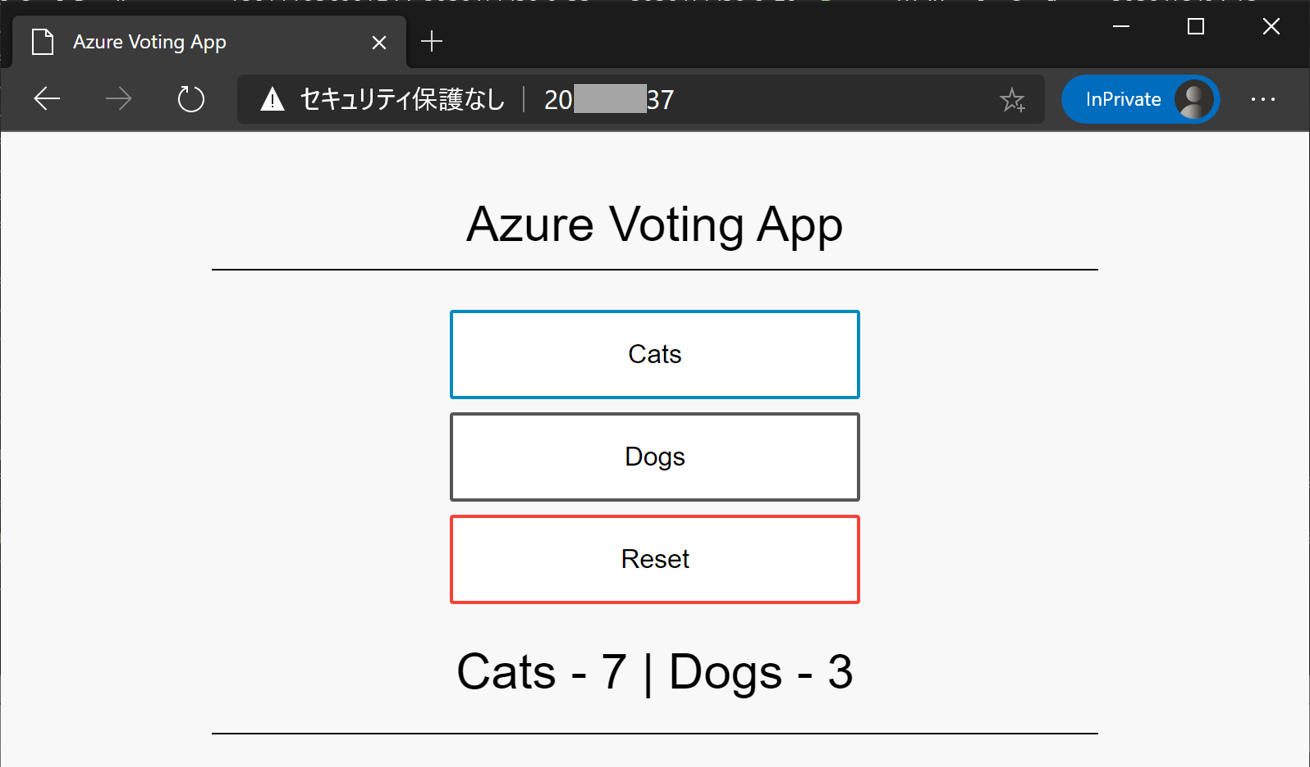 Azure Voting App
セキュリティ保護なし | 20 37
InPrivate
Azure Voting App
Cats
Dogs
Reset
Cats - 7 | Dogs - 3